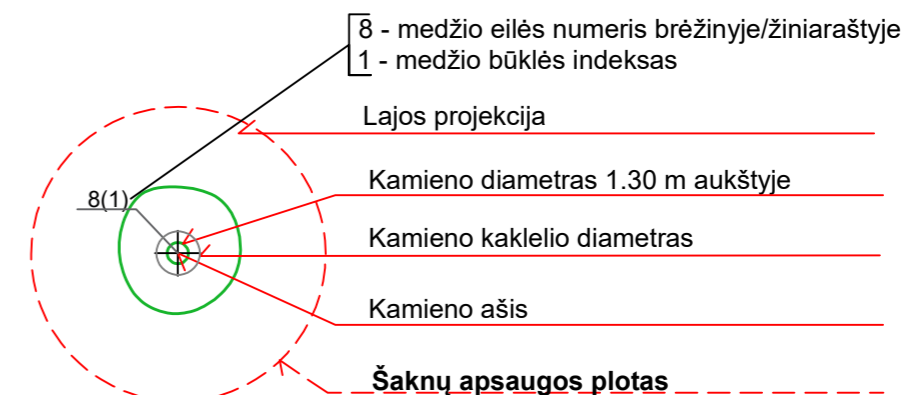 8 - medžio eilės numeris brėžinyje/žiniaraštyje
1 - medžio būklės indeksas
Lajos projekcija
Kamieno diametras 1.30 m aukštyje
8(1)
Kamieno kaklelio diametras
Kamieno ašis
Šaknų apsaugos plotas